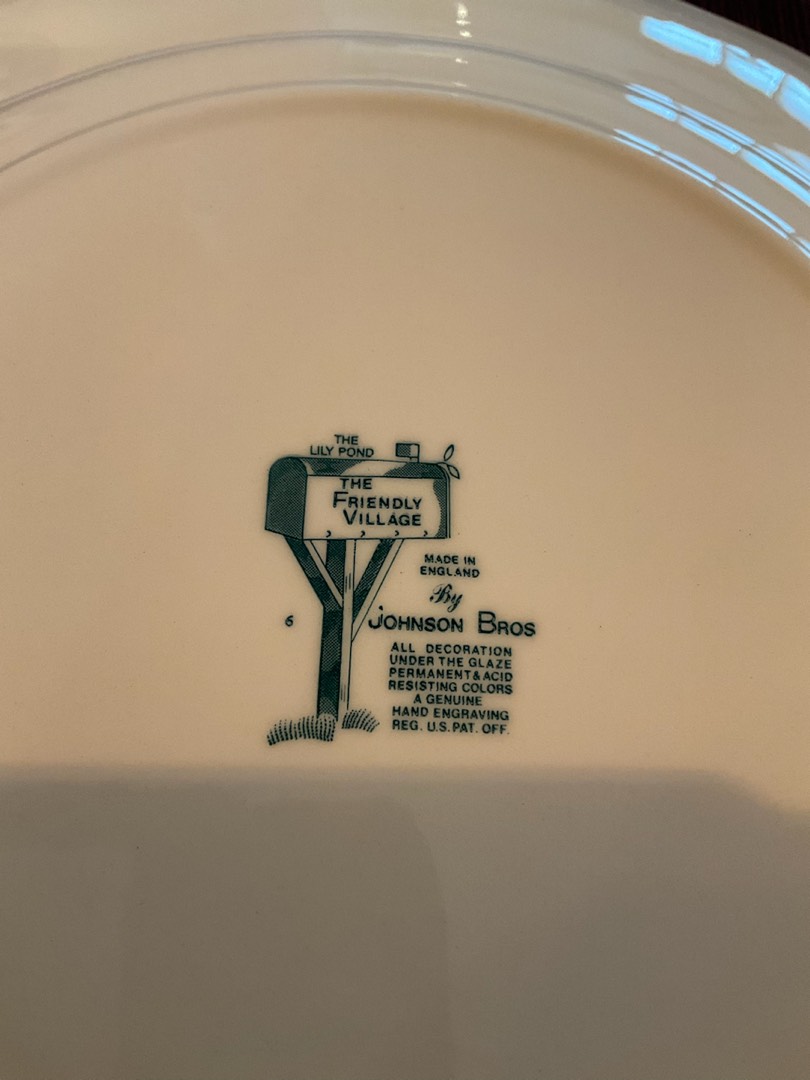 THE
LILY POND
THE
FRIENDLY
VILLAGE
MADE IN
ENGLAND
By
JOHNSON BROS
6
ALL DECORATION
UNDER THE GLAZE
PERMANENT & ACID
RESISTING COLORS
A GENUINE
HAND ENGRAVING
REG. U.S. PAT. OFF.